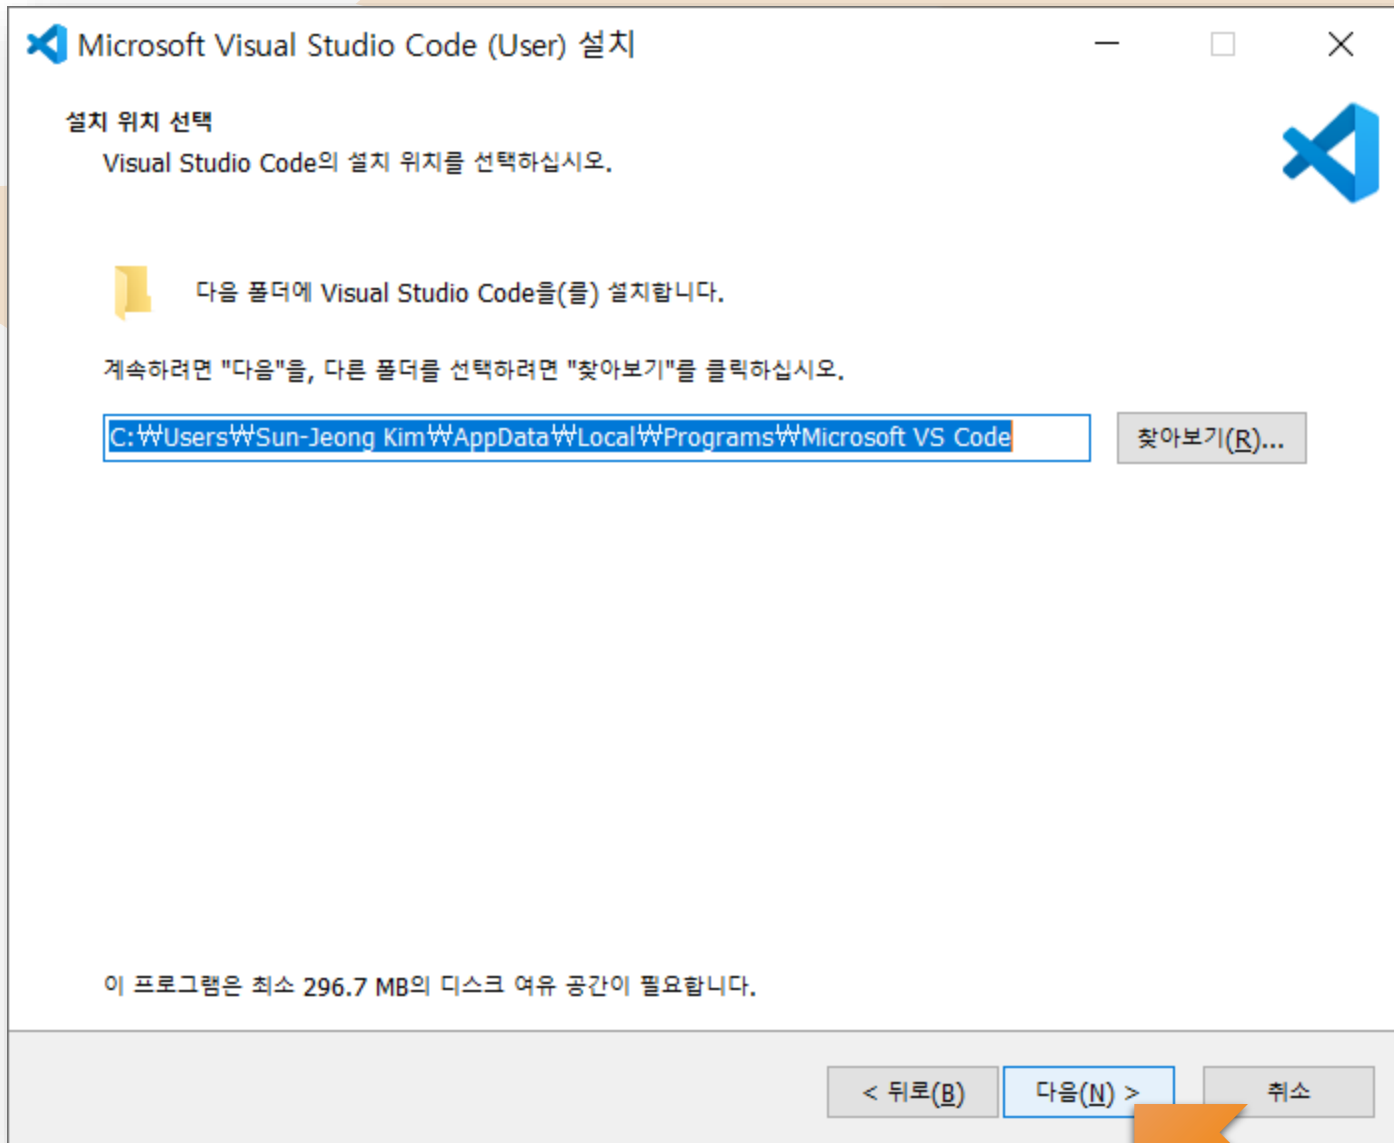 Microsoft Visual Studio Code (User) 설치
설치 위치 선택
Visual Studio Code의 설치 위치를 선택하십시오.
다음 폴더에 Visual Studio Code을(를) 설치합니다.
계속하려면 "다음"을, 다른 폴더를 선택하려면 "찾아보기"를 클릭하십시오.
C:₩Users₩Sun-Jeong Kim₩AppData₩Local₩Programs₩Microsoft VS Code
찾아보기(R)...
이 프로그램은 최소 296.7 MB의 디스크 여유 공간이 필요합니다.
< 뒤로(B) 다음(N) > 취소